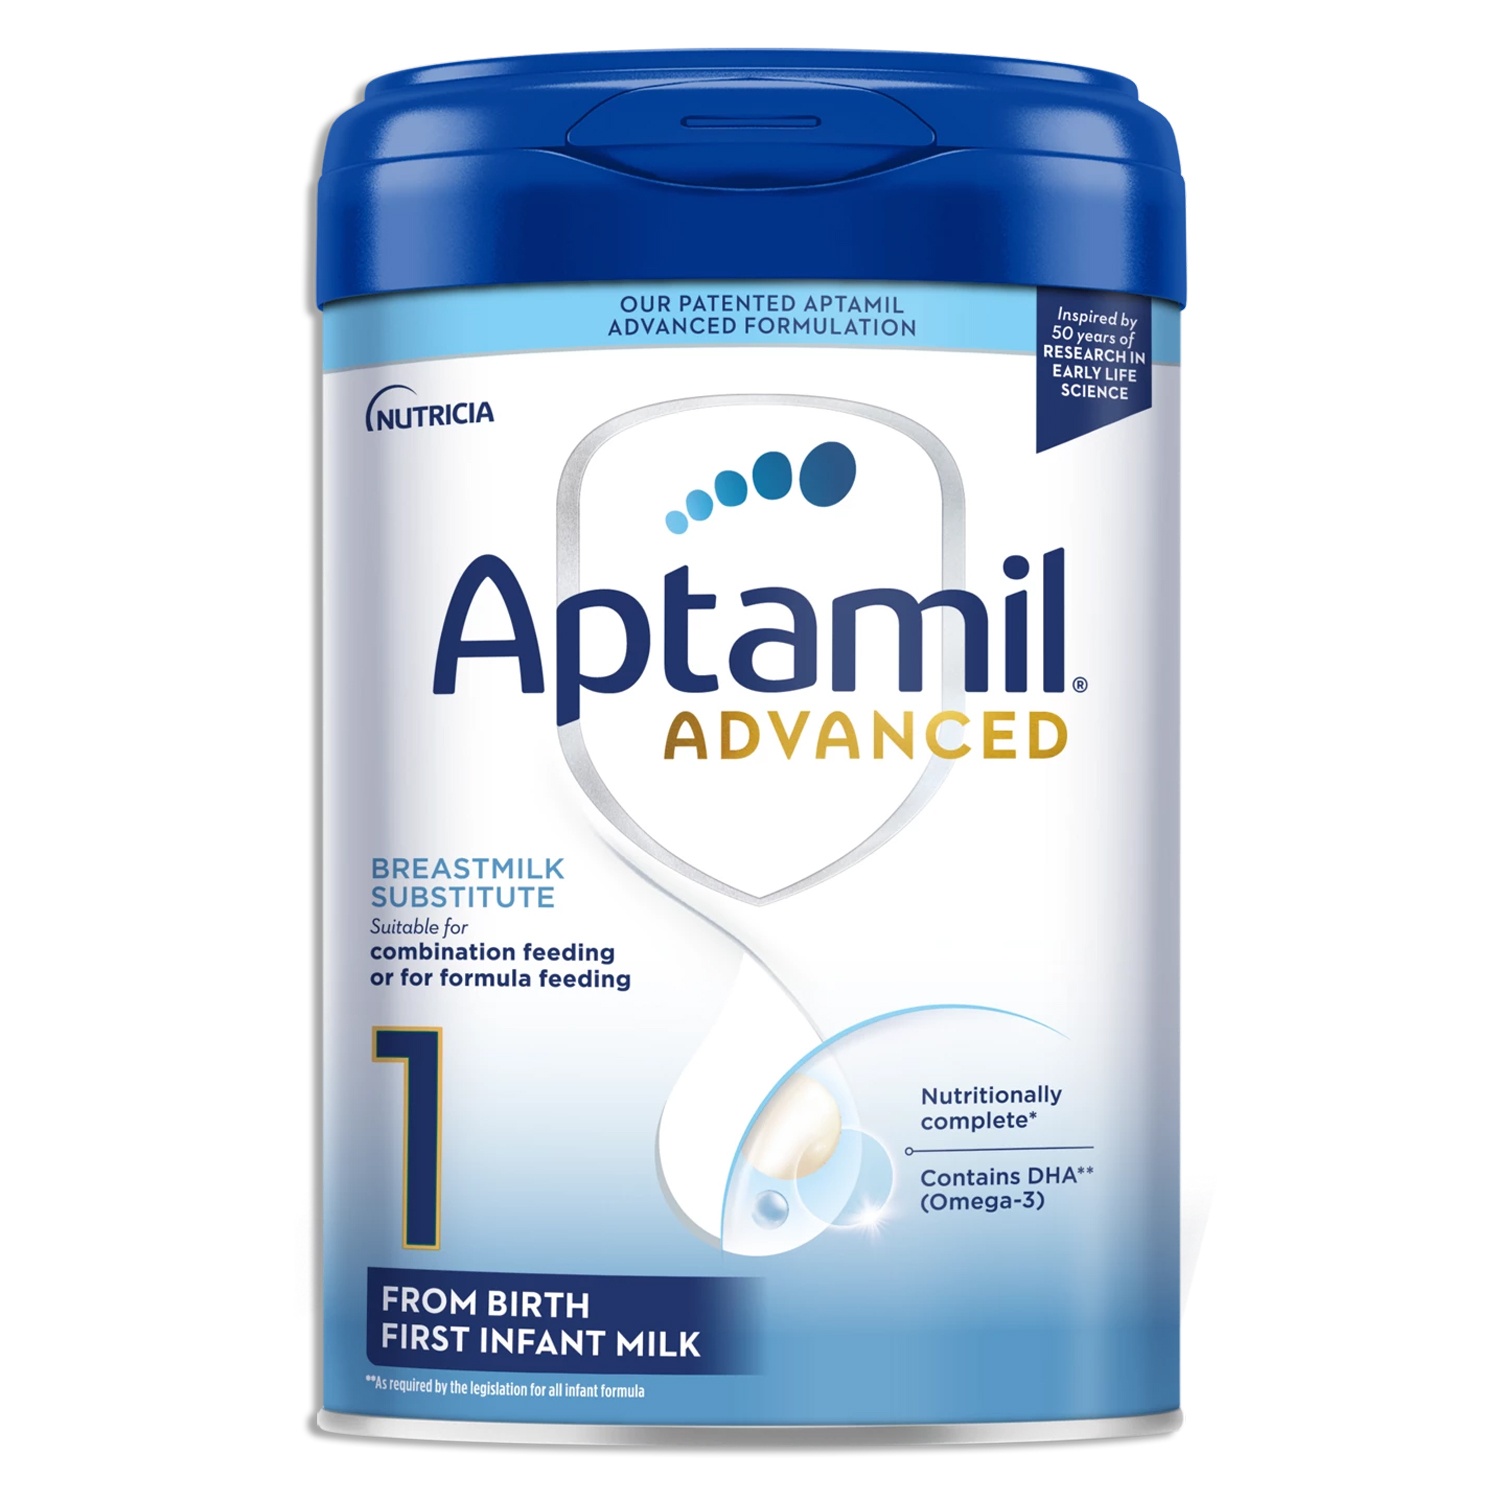 OUR PATENTED APTAMIL
ADVANCED FORMULATION
Inspired by
50 years of
RESEARCH IN
EARLY LIFE
SCIENCE
NUTRICIA
Aptamil®
ADVANCED
BREASTMILK
SUBSTITUTE
Suitable for
combination feeding
or for formula feeding
1
Nutritionally
complete*
Contains DHA**
(Omega-3)
FROM BIRTH
FIRST INFANT MILK
**As required by the legislation for all infant formula